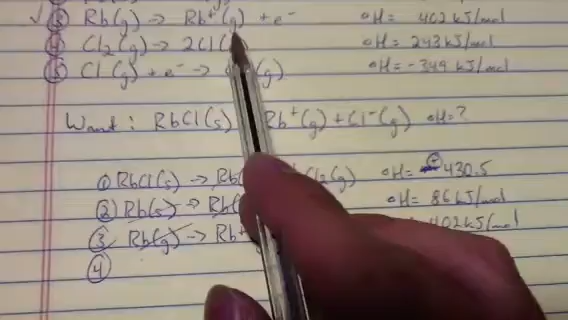 ③ Rb(g) → Rb⁺(g) + e⁻ ΔH = 402 kJ/mol
④ Cl₂(g) → 2Cl( ΔH = 243 kJ/mol
⑤ Cl(g) + e⁻ → (g) ΔH = -349 kJ/mol
Want: RbCl(s) Rb⁺(g) + Cl⁻(g) ΔH = ?
① RbCl(s) → Rb( Cl₂(g) ΔH = 430.5
② Rb(s) → Rb( ΔH = 86 kJ/mol
③ Rb(g) → Rb⁺ 402 kJ/mol
④